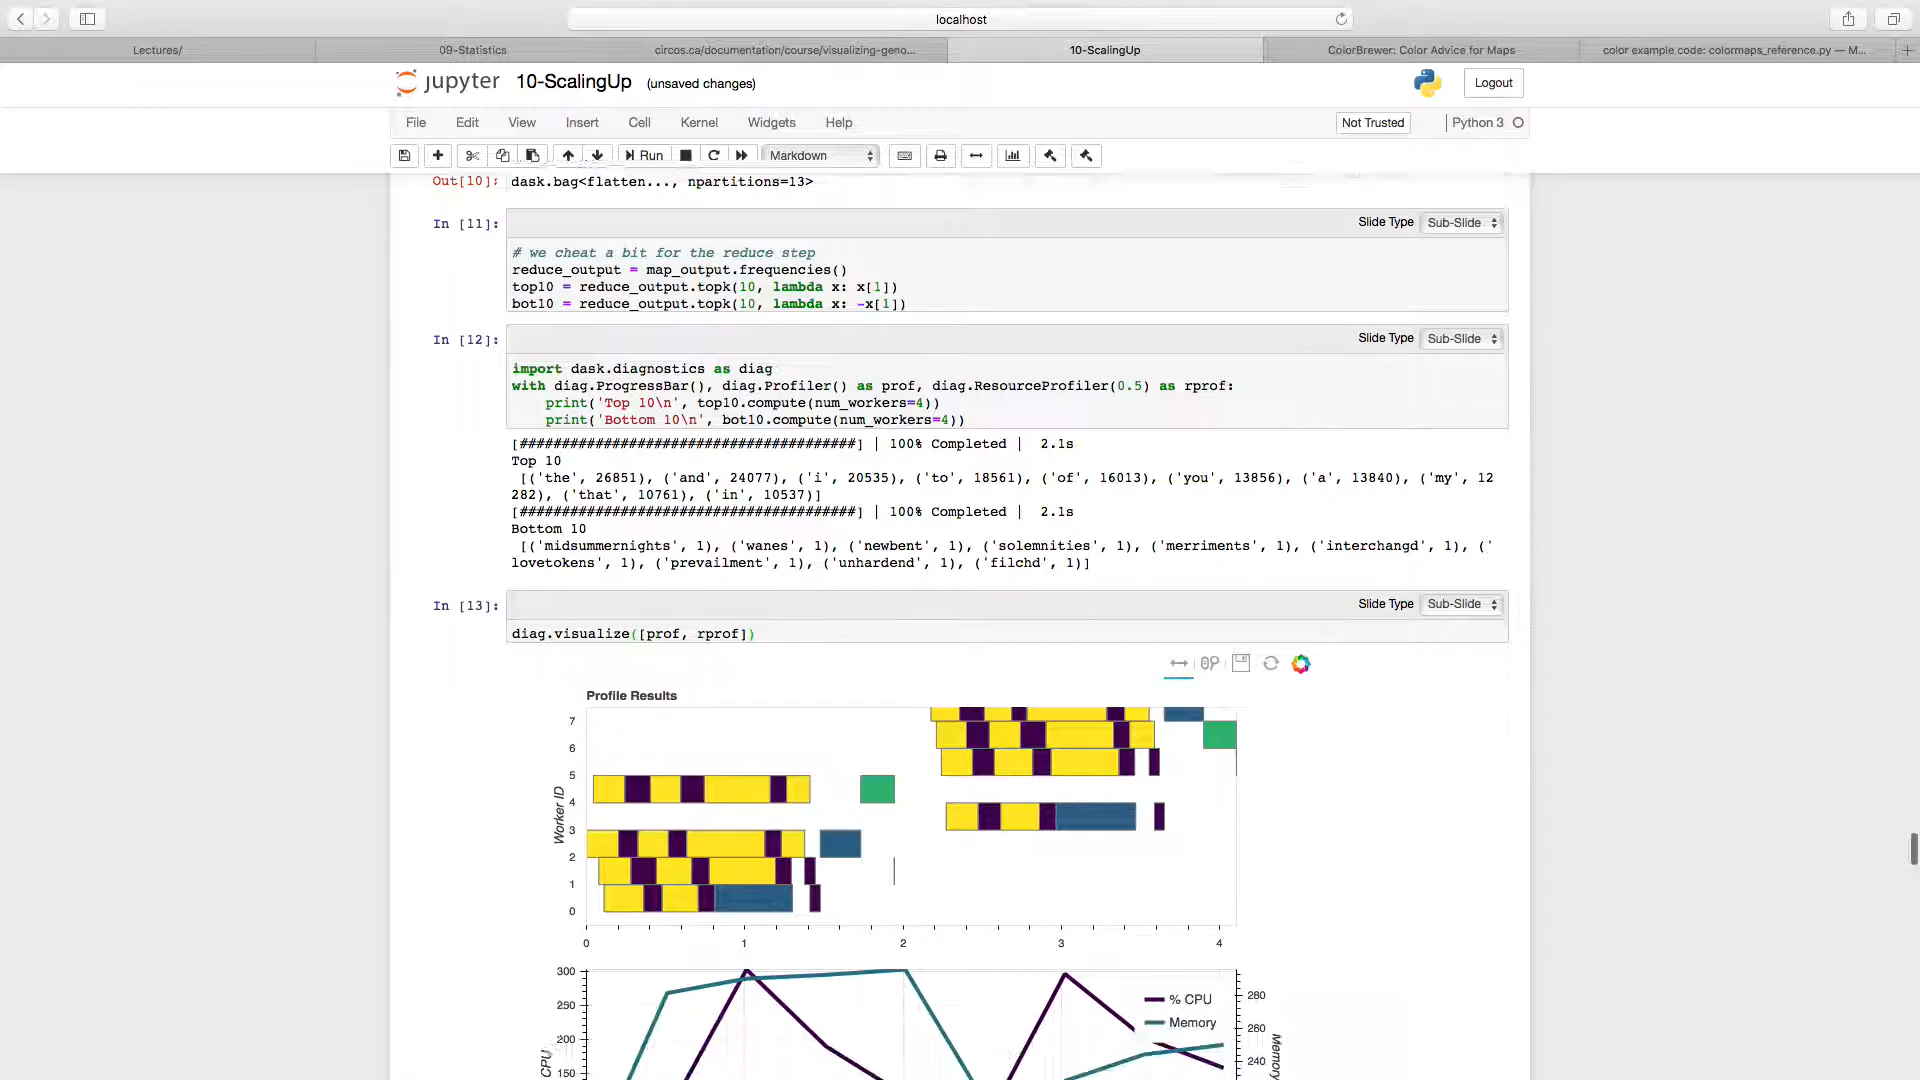 localhost
Lectures/
09-Statistics
circos.ca/documentation/course/visualizing-geno...
10-ScalingUp
ColorBrewer: Color Advice for Maps
color example code: colormaps_reference.py — M...
jupyter 10-ScalingUp (unsaved changes)
Logout
File Edit View Insert Cell Kernel Widgets Help
Not Trusted
Python 3
Run
Markdown
Out[10]: dask.bag<flatten..., npartitions=13>
In [11]:
Slide Type Sub-Slide
# we cheat a bit for the reduce step
reduce_output = map_output.frequencies()
top10 = reduce_output.topk(10, lambda x: x[1])
bot10 = reduce_output.topk(10, lambda x: -x[1])
In [12]:
Slide Type Sub-Slide
import dask.diagnostics as diag
with diag.ProgressBar(), diag.Profiler() as prof, diag.ResourceProfiler(0.5) as rprof:
    print('Top 10\n', top10.compute(num_workers=4))
    print('Bottom 10\n', bot10.compute(num_workers=4))
[########################################] | 100% Completed |  2.1s
Top 10
 [('the', 26851), ('and', 24077), ('i', 20535), ('to', 18561), ('of', 16013), ('you', 13856), ('a', 13840), ('my', 12
282), ('that', 10761), ('in', 10537)]
[########################################] | 100% Completed |  2.1s
Bottom 10
 [('midsummernights', 1), ('wanes', 1), ('newbent', 1), ('solemnities', 1), ('merriments', 1), ('interchangd', 1), ('
lovetokens', 1), ('prevailment', 1), ('unhardend', 1), ('filchd', 1)]
In [13]:
Slide Type Sub-Slide
diag.visualize([prof, rprof])
Profile Results
Worker ID
7
6
5
4
3
2
1
0
0 1 2 3 4
% CPU
Memory
300
250
200
150
CPU
280
260
240
Memory